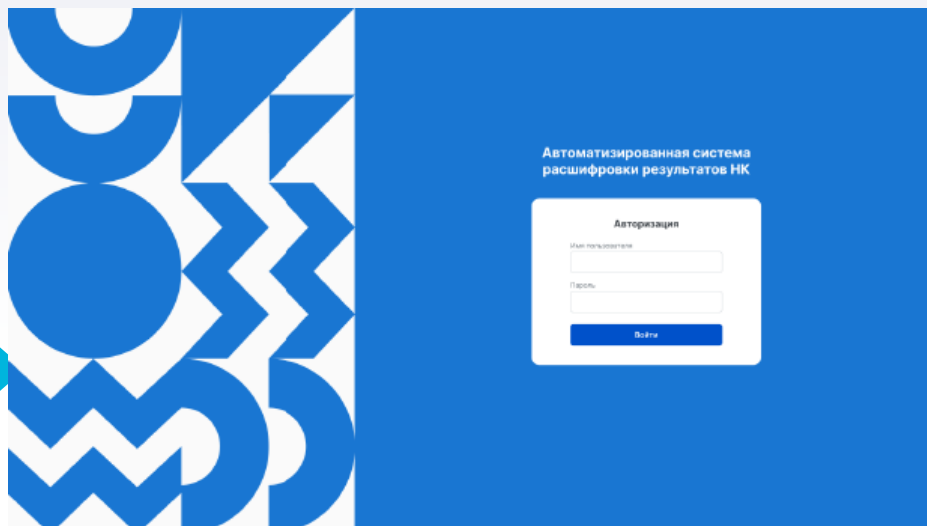 Автоматизированная система
расшифровки результатов НК
Авторизация
Имя пользователя
Пароль
Войти